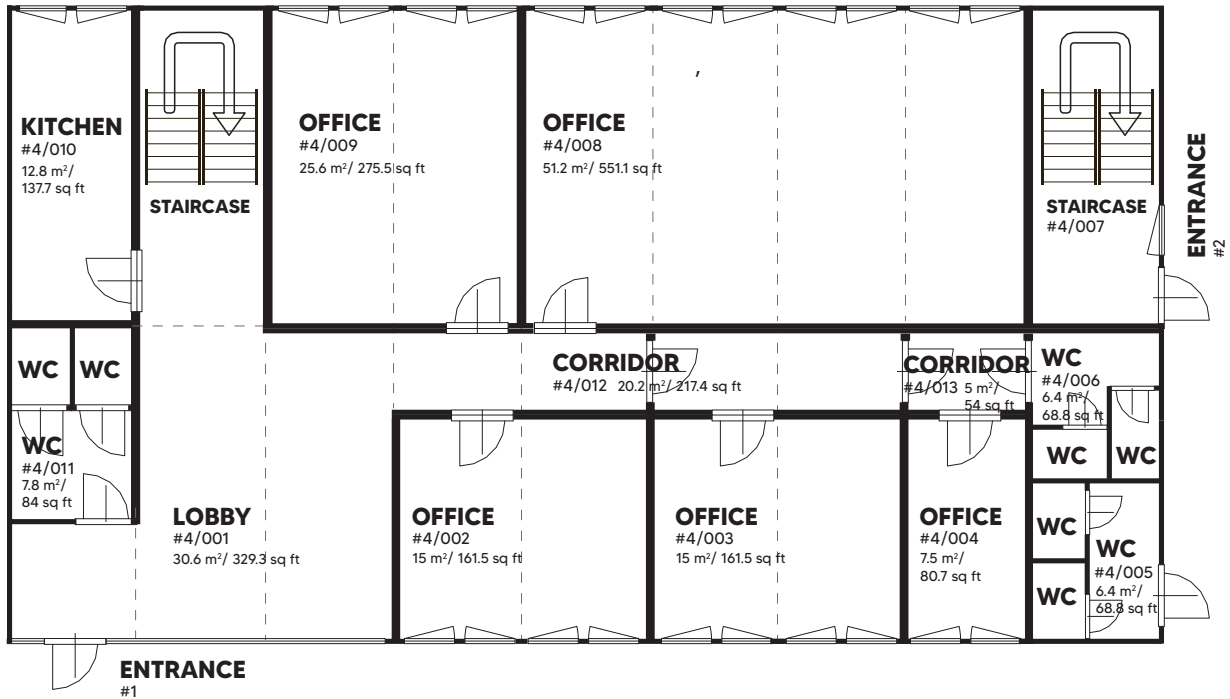 KITCHEN
#4/010
12.8 m²/
137.7 sq ft
STAIRCASE
OFFICE
#4/009
25.6 m²/ 275.5 sq ft
OFFICE
#4/008
51.2 m²/ 551.1 sq ft
,
STAIRCASE
#4/007
ENTRANCE
#2
WC
WC
WC
#4/011
7.8 m²/
84 sq ft
CORRIDOR
#4/012 20.2 m²/ 217.4 sq ft
CORRIDOR
#4/013 5 m²/
54 sq ft
WC
#4/006
6.4 m²/
68.8 sq ft
WC
WC
LOBBY
#4/001
30.6 m²/ 329.3 sq ft
OFFICE
#4/002
15 m²/ 161.5 sq ft
OFFICE
#4/003
15 m²/ 161.5 sq ft
OFFICE
#4/004
7.5 m²/
80.7 sq ft
WC
WC
WC
#4/005
6.4 m²/
68.8 sq ft
ENTRANCE
#1